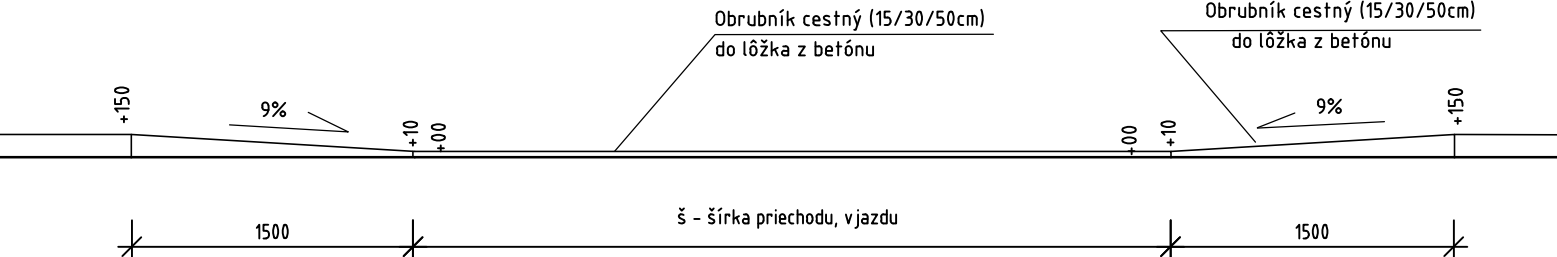 Obrubník cestný (15/30/50cm)
do lôžka z betónu
Obrubník cestný (15/30/50cm)
do lôžka z betónu
+150
9%
+10
+00
+00
+10
9%
+150
š - šírka priechodu, vjazdu
1500
1500